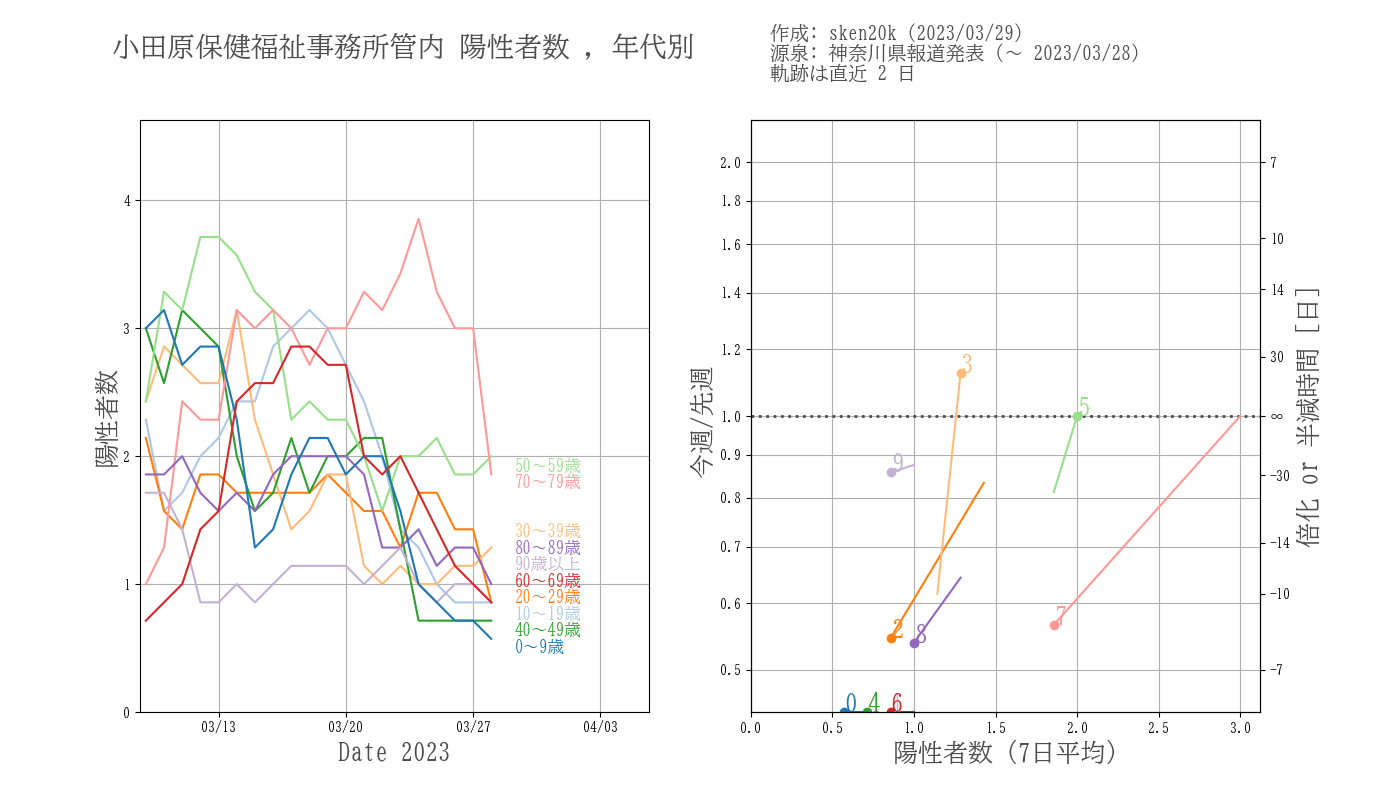 小田原保健福祉事務所管内 陽性者数 , 年代別
作成: sken20k (2023/03/29)
源泉: 神奈川県報道発表 (〜 2023/03/28)
軌跡は直近 2 日
陽性者数
4
3
2
1
0
03/13
03/20
03/27
04/03
Date 2023
50〜59歳
70〜79歳
30〜39歳
80〜89歳
90歳以上
60〜69歳
20〜29歳
10〜19歳
40〜49歳
0〜9歳
今週/先週
2.0
1.8
1.6
1.4
1.2
1.0
0.9
0.8
0.7
0.6
0.5
3
5
9
2
8
7
0
4
6
0.0
0.5
1.0
1.5
2.0
2.5
3.0
陽性者数 (7日平均)
7
10
14
30
∞
−30
−14
−10
−7
倍化 or 半減時間 [日]